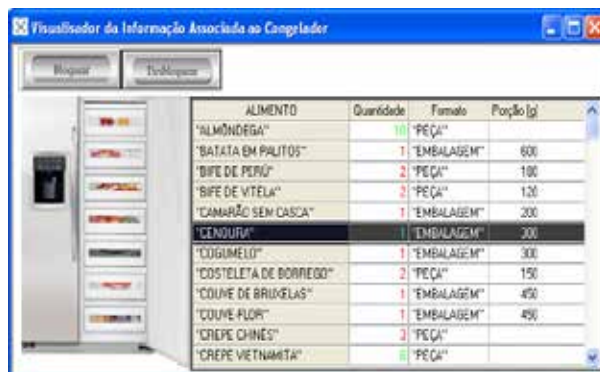 Visualisador da Informação Associada ao Congelador
Bloquear Desbloquear
ALIMENTO Quantidade Formato Porção [g]
"ALMÔNDEGA" 10 "PEÇA"
"BATATA EM PALITOS" 1 "EMBALAGEM" 600
"BIFE DE PERÚ" 2 "PEÇA" 180
"BIFE DE VITELA" 2 "PEÇA" 120
"CAMARÃO SEM CASCA" 1 "EMBALAGEM" 200
"CENOURA" 1 "EMBALAGEM" 300
"COGUMELO" 1 "EMBALAGEM" 300
"COSTELETA DE BORREGO" 2 "PEÇA" 150
"COUVE DE BRUXELAS" 1 "EMBALAGEM" 450
"COUVE-FLOR" 1 "EMBALAGEM" 450
"CREPE CHINÊS" 3 "PEÇA"
"CREPE VIETNAMITA" 6 "PEÇA"